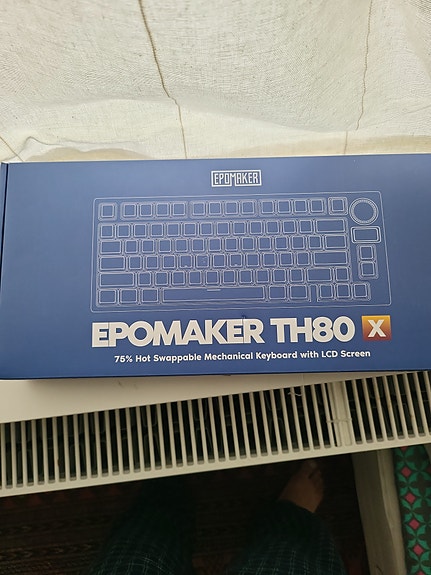 EPOMAKER
EPOMAKER TH80 X
75% Hot Swappable Mechanical Keyboard with LCD Screen